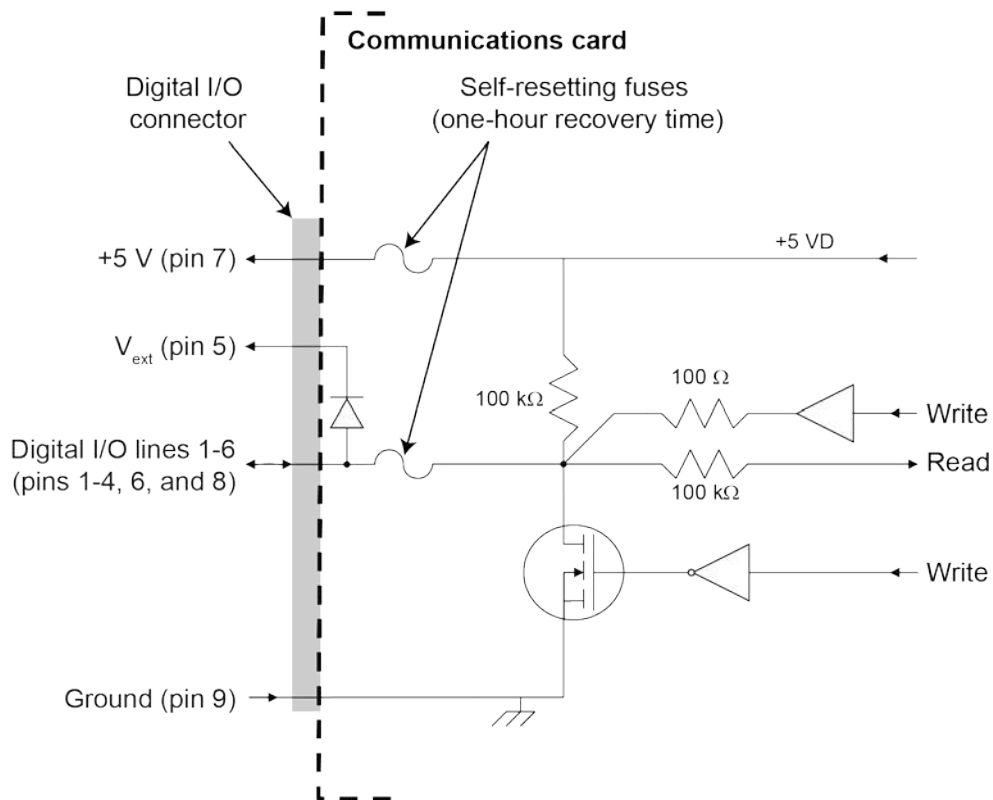 Communications card
Digital I/O
connector
Self-resetting fuses
(one-hour recovery time)
+5 V (pin 7)
+5 VD
Vext (pin 5)
100 kΩ
100 Ω
Write
Digital I/O lines 1-6
(pins 1-4, 6, and 8)
Read
100 kΩ
Write
Ground (pin 9)